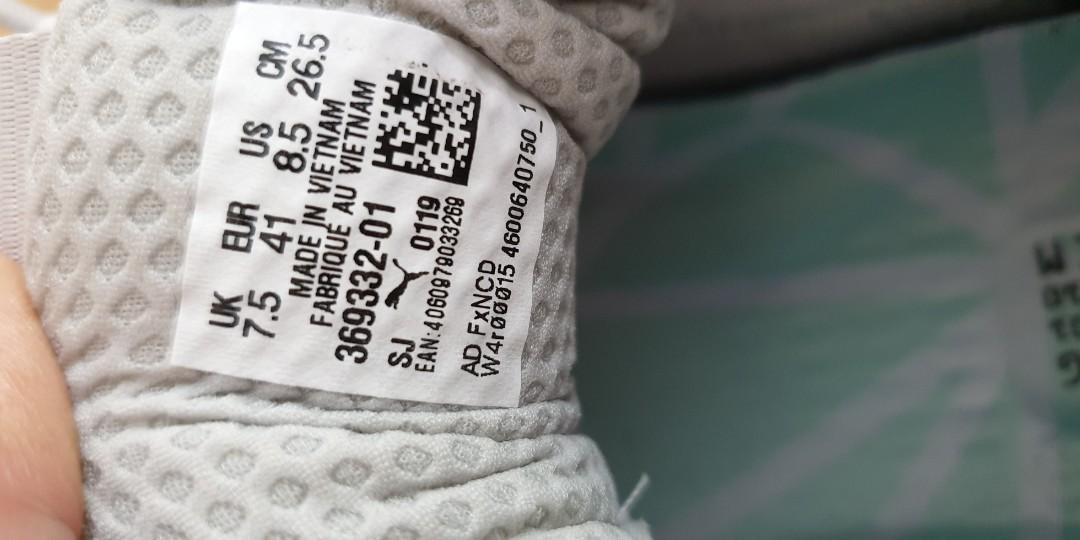 UK EUR US CM
7.5 41 8.5 26.5
MADE IN VIETNAM
FABRIQUE AU VIETNAM
369332-01
SJ 0119
EAN:4060979033269
AD FxNCD
W4r00015 4600640750_1